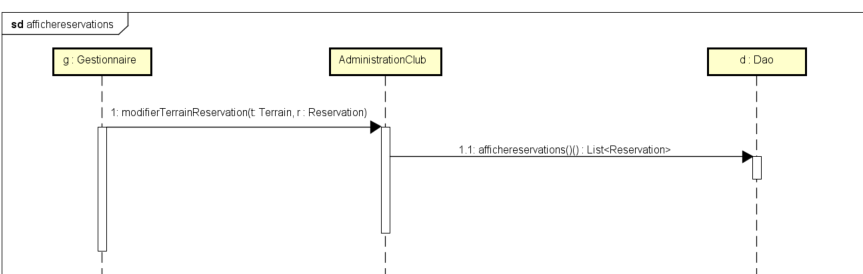 sd affichereservations
g : Gestionnaire
AdministrationClub
d : Dao
1: modifierTerrainReservation(t: Terrain, r : Reservation)
1.1: affichereservations()() : List<Reservation>